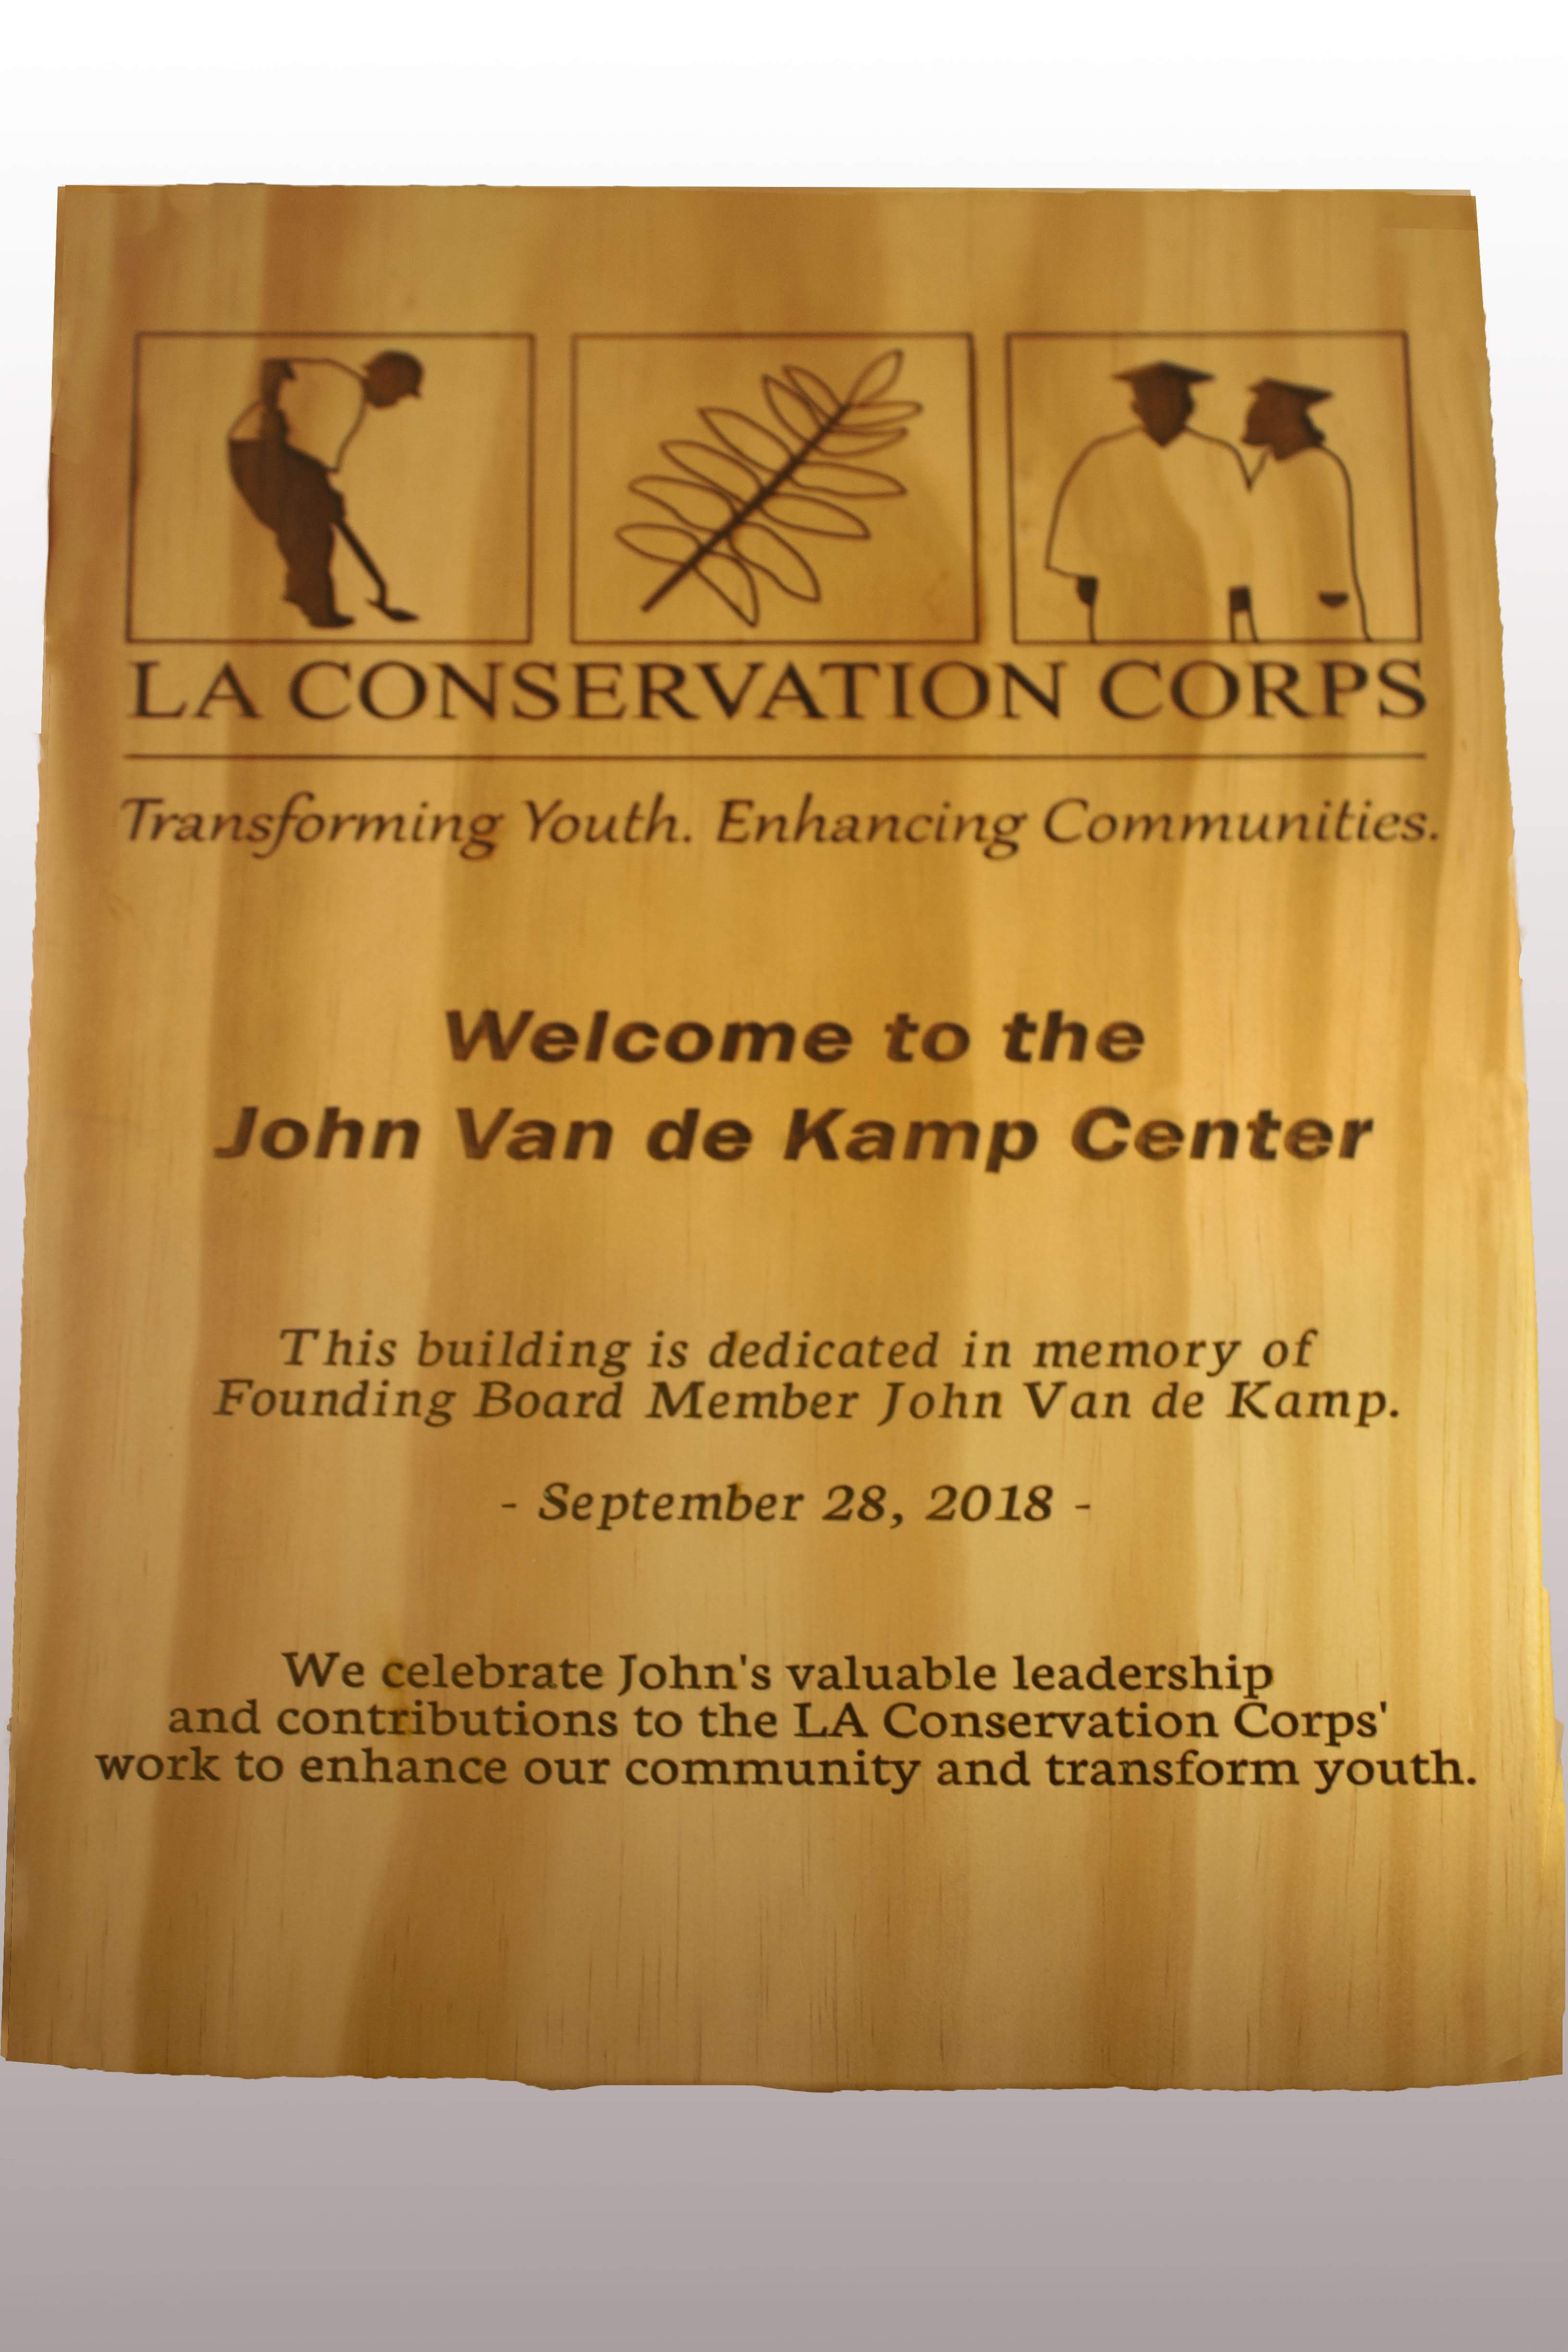 LA CONSERVATION CORPS
Transforming Youth. Enhancing Communities.
Welcome to the
John Van de Kamp Center
This building is dedicated in memory of
Founding Board Member John Van de Kamp.
- September 28, 2018 -
We celebrate John's valuable leadership
and contributions to the LA Conservation Corps'
work to enhance our community and transform youth.